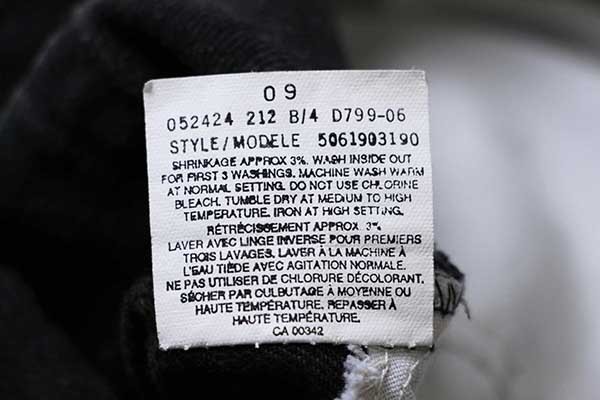 09
052424 212 B/4 D799-06
STYLE/MODELE 5061903190
SHRINKAGE APPROX 3%. WASH INSIDE OUT
FOR FIRST 3 WASHINGS. MACHINE WASH WARM
AT NORMAL SETTING. DO NOT USE CHLORINE
BLEACH. TUMBLE DRY AT MEDIUM TO HIGH
TEMPERATURE. IRON AT HIGH SETTING.
RÉTRÉCISSEMENT APPROX. 3%
LAVER AVEC LINGE INVERSE POUR PREMIERS
TROIS LAVAGES. LAVER À LA MACHINE À
L'EAU TIÈDE AVEC AGITATION NORMALE.
NE PAS UTILISER DE CHLORURE DÉCOLORANT.
SÉCHER PAR CULBUTAGE À MOYENNE OU
HAUTE TEMPÉRATURE. REPASSER À
HAUTE TEMPÉRATURE.
CA 00342